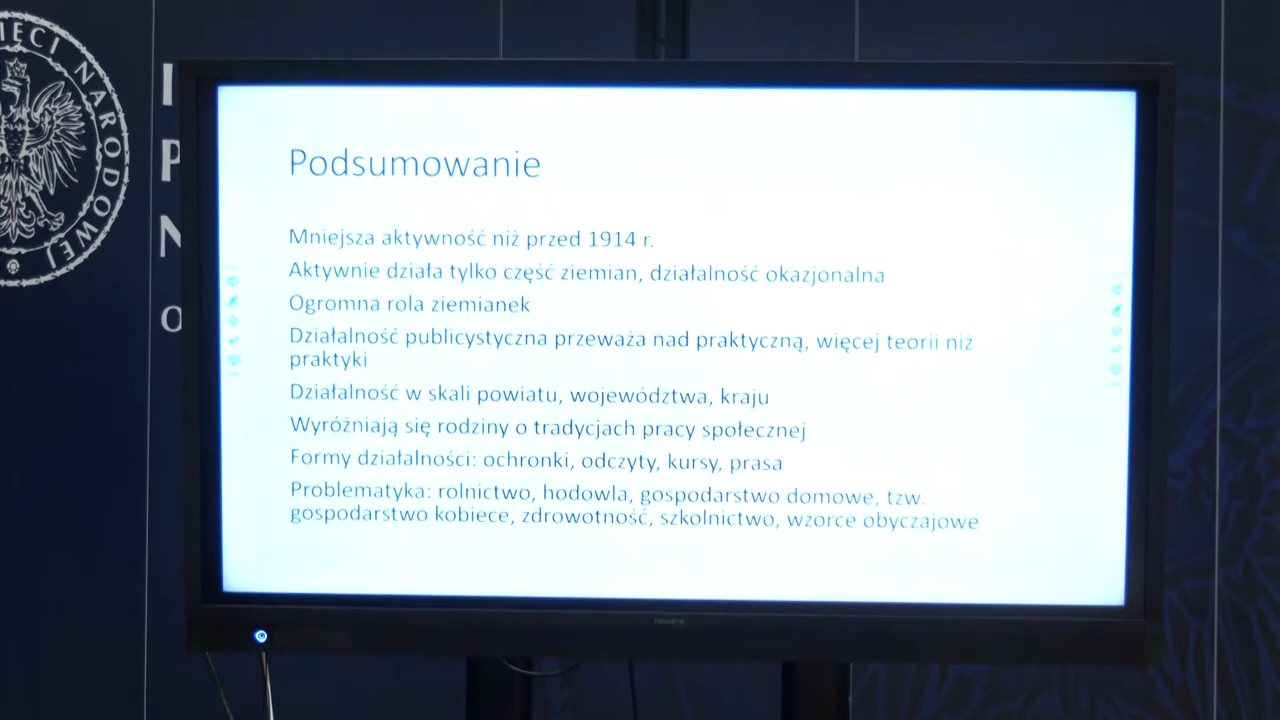 IĘCI NARODOWEJ
I
P
N
O
Podsumowanie
Mniejsza aktywność niż przed 1914 r.
Aktywnie działa tylko część ziemian, działalność okazjonalna
Ogromna rola ziemianek
Działalność publicystyczna przeważa nad praktyczną, więcej teorii niż
praktyki
Działalność w skali powiatu, województwa, kraju
Wyróżniają się rodziny o tradycjach pracy społecznej
Formy działalności: ochronki, odczyty, kursy, prasa
Problematyka: rolnictwo, hodowla, gospodarstwo domowe, tzw.
gospodarstwo kobiece, zdrowotność, szkolnictwo, wzorce obyczajowe